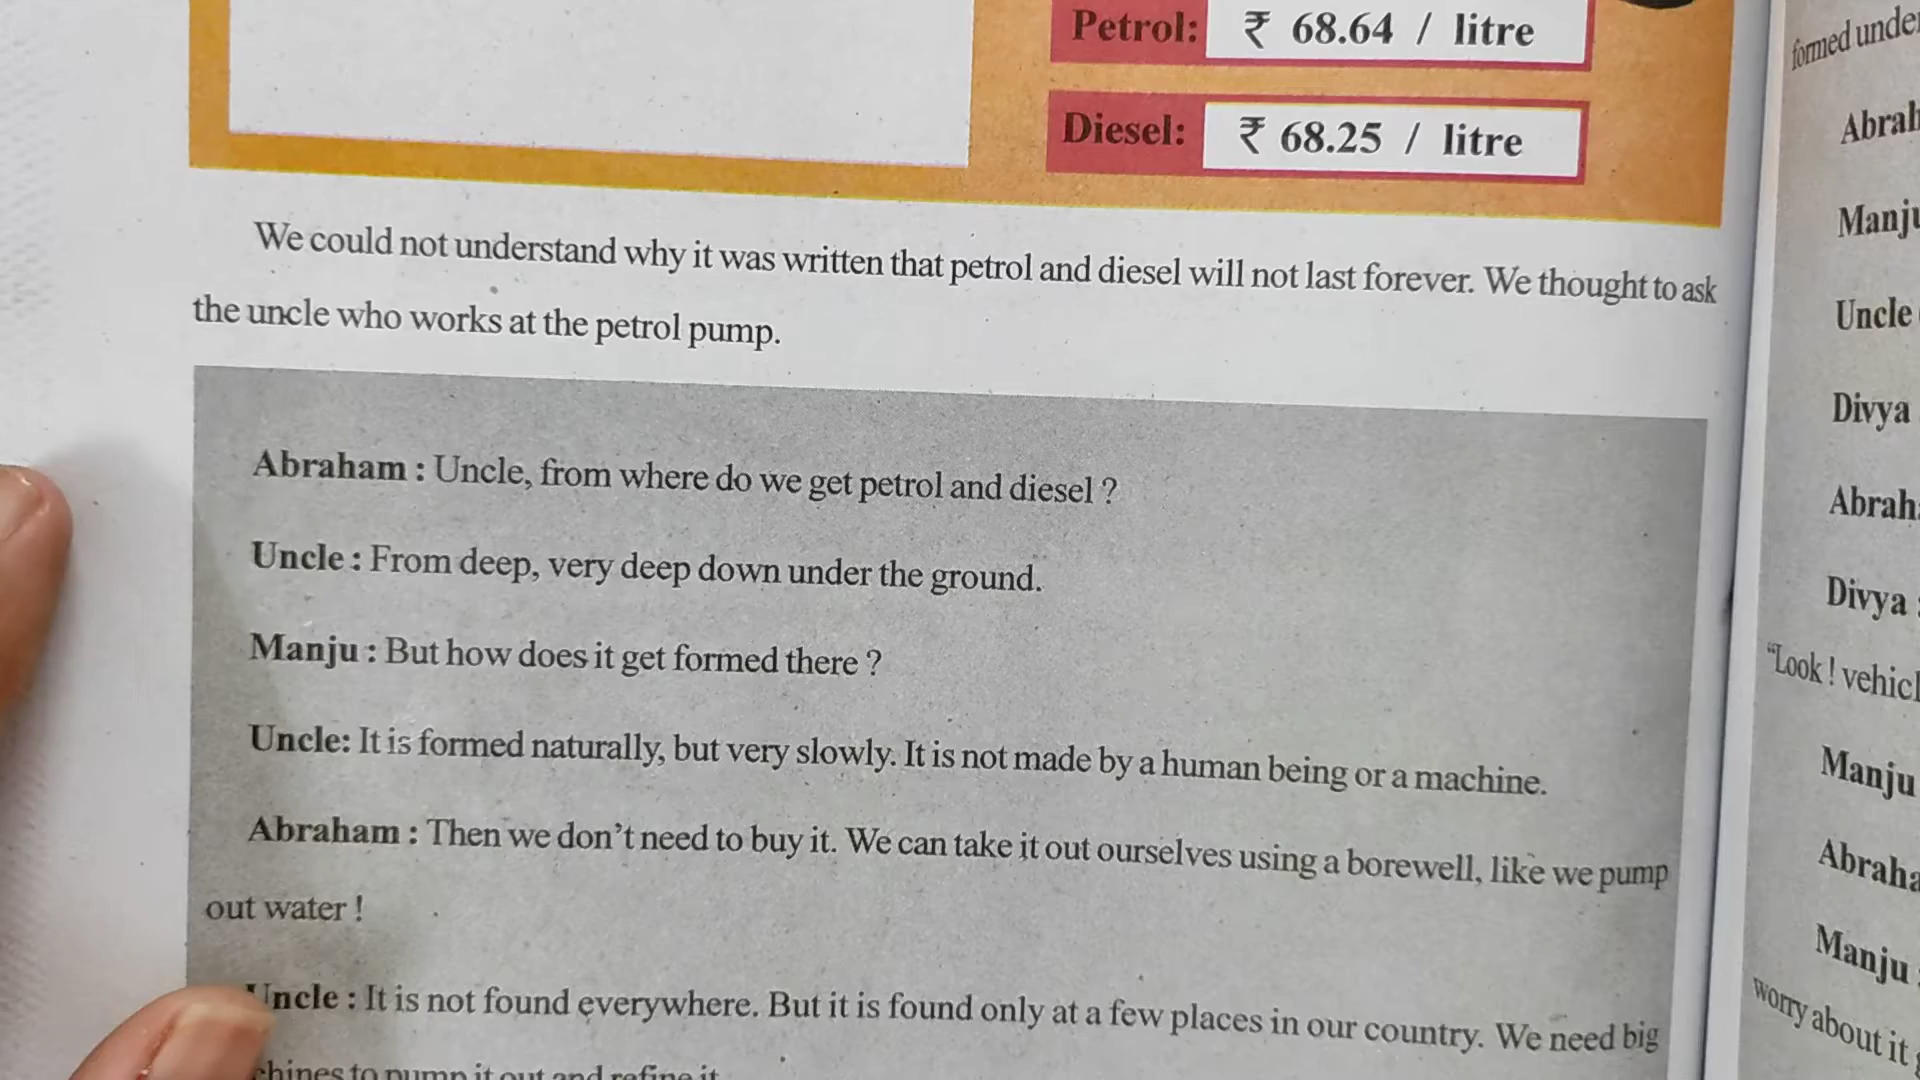 Petrol: ₹ 68.64 / litre
Diesel: ₹ 68.25 / litre
We could not understand why it was written that petrol and diesel will not last forever. We thought to ask
the uncle who works at the petrol pump.
Abraham : Uncle, from where do we get petrol and diesel ?
Uncle : From deep, very deep down under the ground.
Manju : But how does it get formed there ?
Uncle: It is formed naturally, but very slowly. It is not made by a human being or a machine.
Abraham : Then we don't need to buy it. We can take it out ourselves using a borewell, like we pump
out water !
Uncle : It is not found everywhere. But it is found only at a few places in our country. We need big
to pump it out and refine it.
formed
Manju
Uncle
Divya
Divya :
"Look !
Manju
Manju :
worry about it